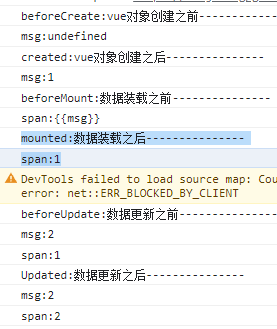 beforeCreate:vue对象创建之前-------------
msg:undefined
created:vue对象创建之后---------------
msg:1
beforeMount:数据装载之前---------------
span:{{msg}}
mounted:数据装载之后---------------
span:1
DevTools failed to load source map: Cou
error: net::ERR_BLOCKED_BY_CLIENT
beforeUpdate:数据更新之前---------------
msg:2
span:1
Updated:数据更新之后---------------
msg:2
span:2